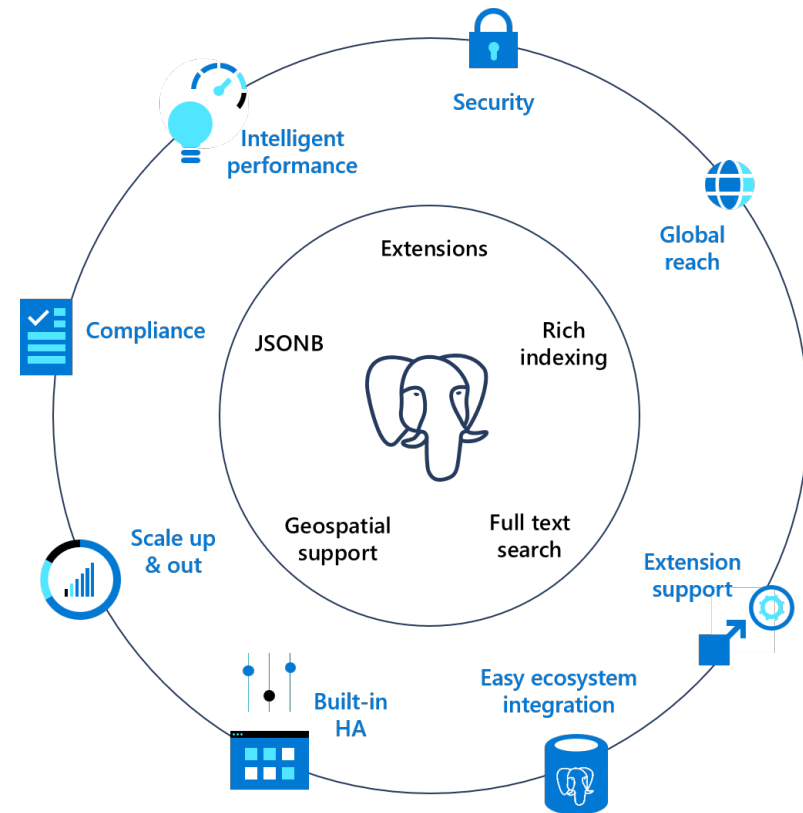 Security
Intelligent
performance
Global
reach
Extensions
Compliance
JSONB
Rich
indexing
Geospatial
support
Full text
search
Scale up
& out
Extension
support
Easy ecosystem
integration
Built-in
HA